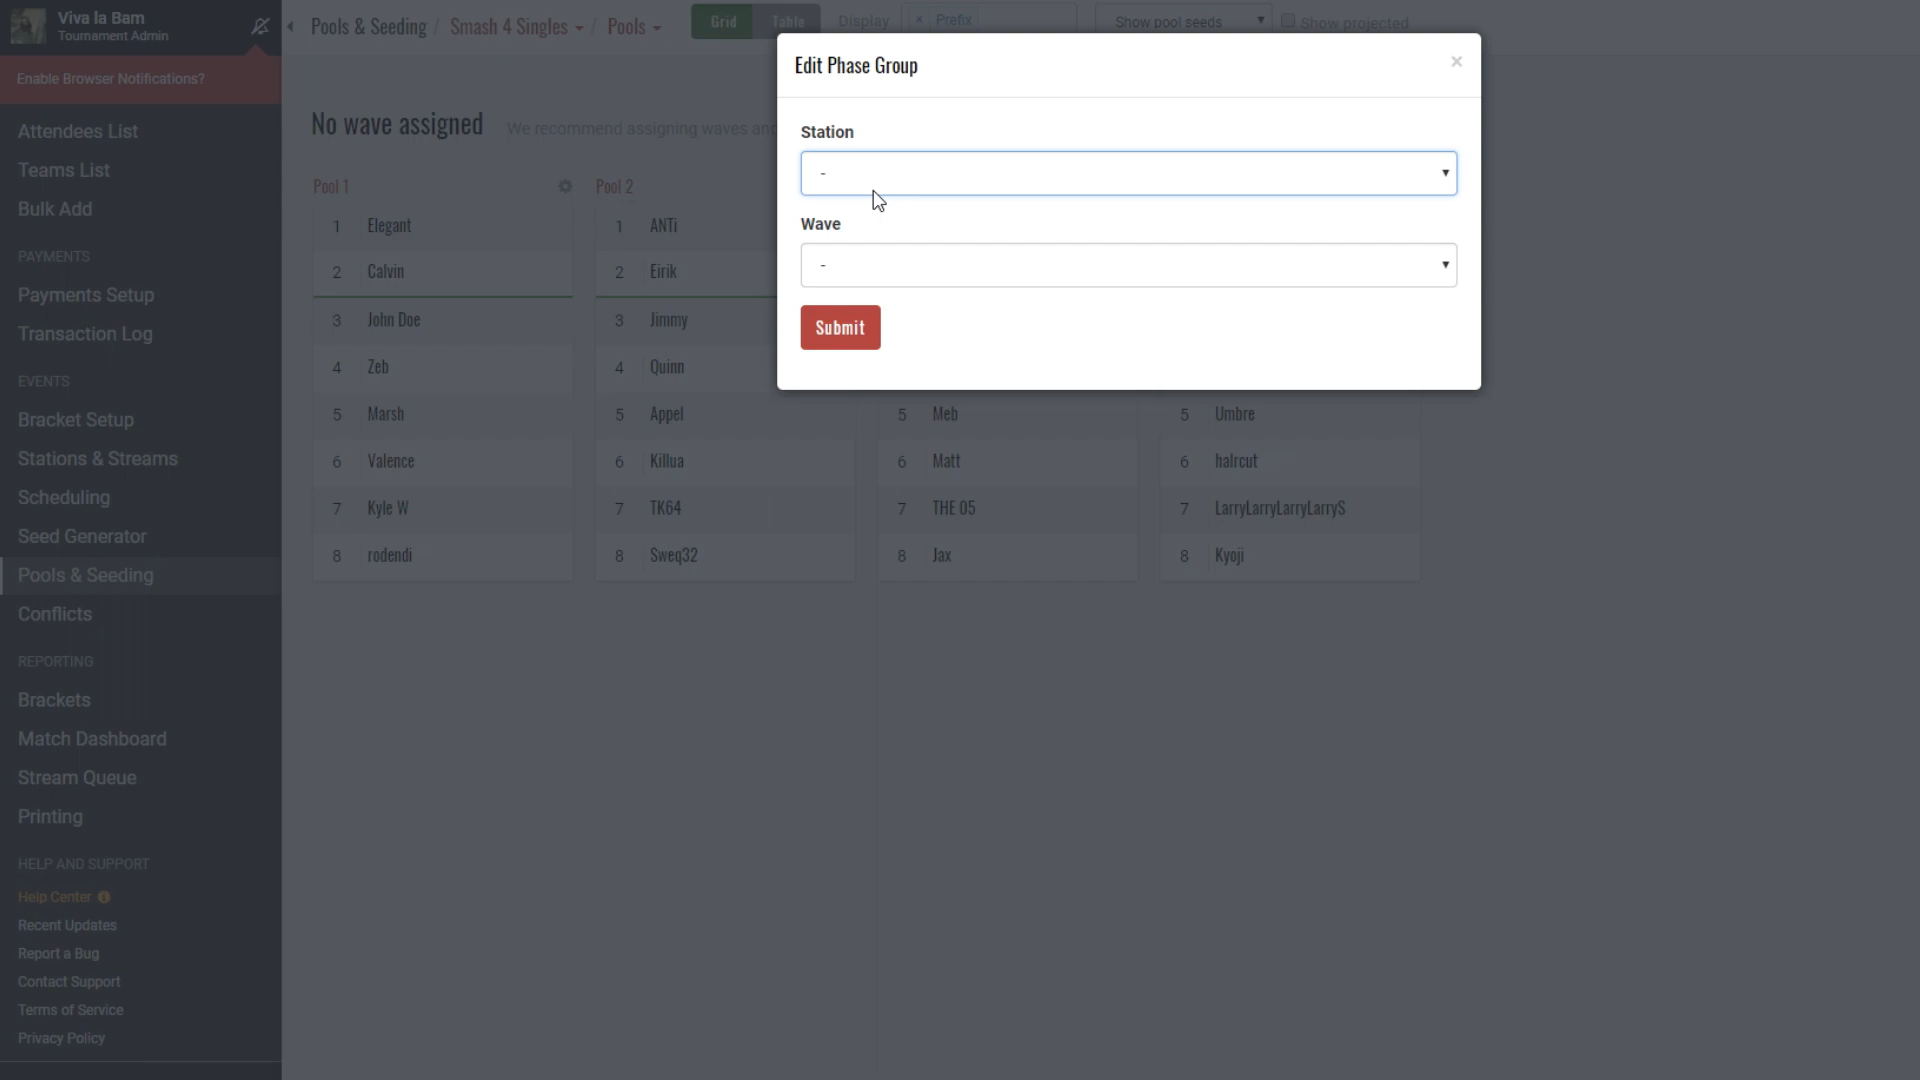 Viva la Bam
Tournament Admin
Enable Browser Notifications?
Attendees List
Teams List
Bulk Add
PAYMENTS
Payments Setup
Transaction Log
EVENTS
Bracket Setup
Stations & Streams
Scheduling
Seed Generator
Pools & Seeding
Conflicts
REPORTING
Brackets
Match Dashboard
Stream Queue
Printing
HELP AND SUPPORT
Help Center
Recent Updates
Report a Bug
Contact Support
Terms of Service
Privacy Policy
Pools & Seeding / Smash 4 Singles / Pools
Grid Table Display × Prefix Show pool seeds Show projected
No wave assigned We recommend assigning waves and
Pool 1
1 Elegant
2 Calvin
3 John Doe
4 Zeb
5 Marsh
6 Valence
7 Kyle W
8 rodendi
Pool 2
1 ANTi
2 Eirik
3 Jimmy
4 Quinn
5 Appel
6 Killua
7 TK64
8 Sweq32
5 Meb
6 Matt
7 THE 05
8 Jax
5 Umbre
6 halrcut
7 LarryLarryLarryLarryS
8 Kyoji
Edit Phase Group ×
Station
-
Wave
-
Submit